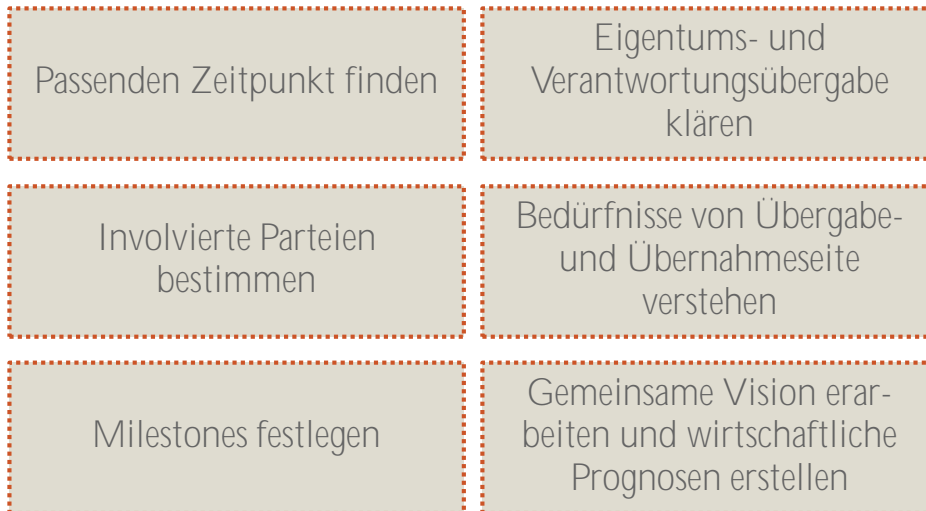 Passenden Zeitpunkt finden
Eigentums- und
Verantwortungsübergabe
klären
Involvierte Parteien
bestimmen
Bedürfnisse von Übergabe-
und Übernahmeseite
verstehen
Milestones festlegen
Gemeinsame Vision erar-
beiten und wirtschaftliche
Prognosen erstellen